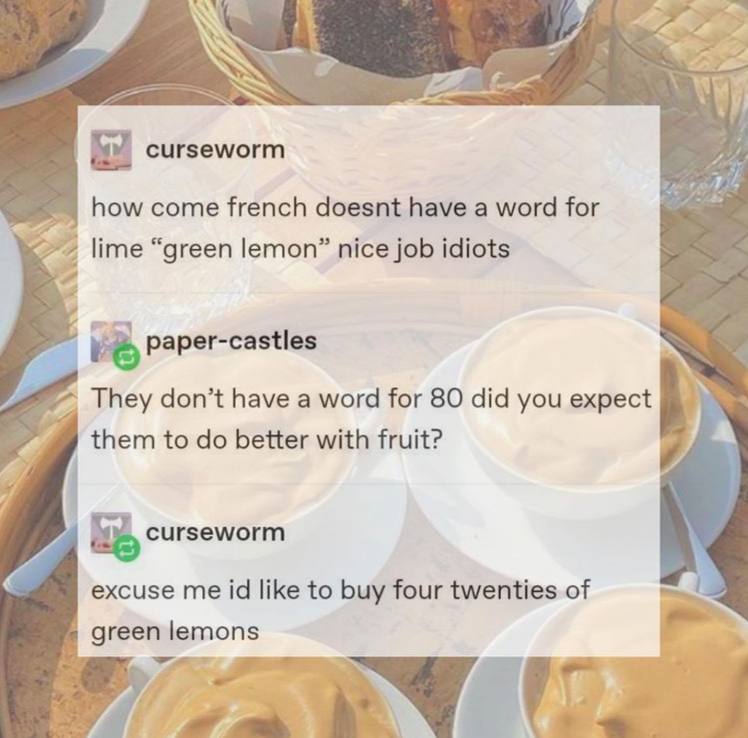 curseworm
how come french doesnt have a word for
lime “green lemon” nice job idiots
paper-castles
They don’t have a word for 80 did you expect
them to do better with fruit?
curseworm
excuse me id like to buy four twenties of
green lemons